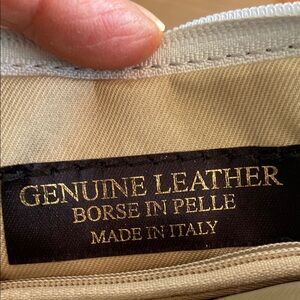 GENUINE LEATHER
BORSE IN PELLE
MADE IN ITALY